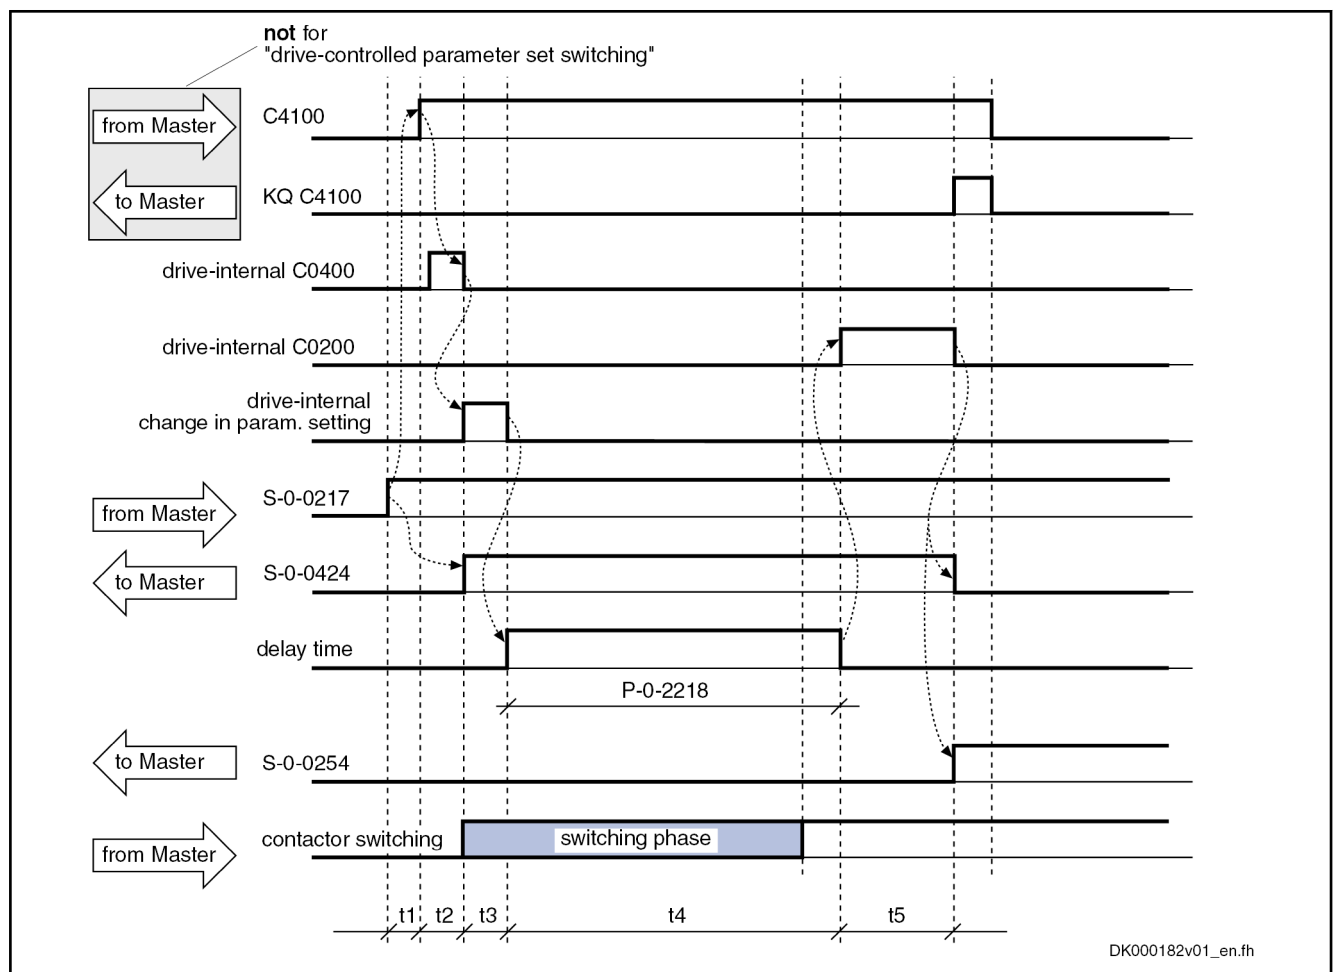 not for
"drive-controlled parameter set switching"
from Master
C4100
to Master
KQ C4100
drive-internal C0400
drive-internal C0200
drive-internal
change in param. setting
from Master
S-0-0217
to Master
S-0-0424
delay time
P-0-2218
to Master
S-0-0254
from Master
contactor switching
switching phase
t1
t2
t3
t4
t5
DK000182v01_en.fh